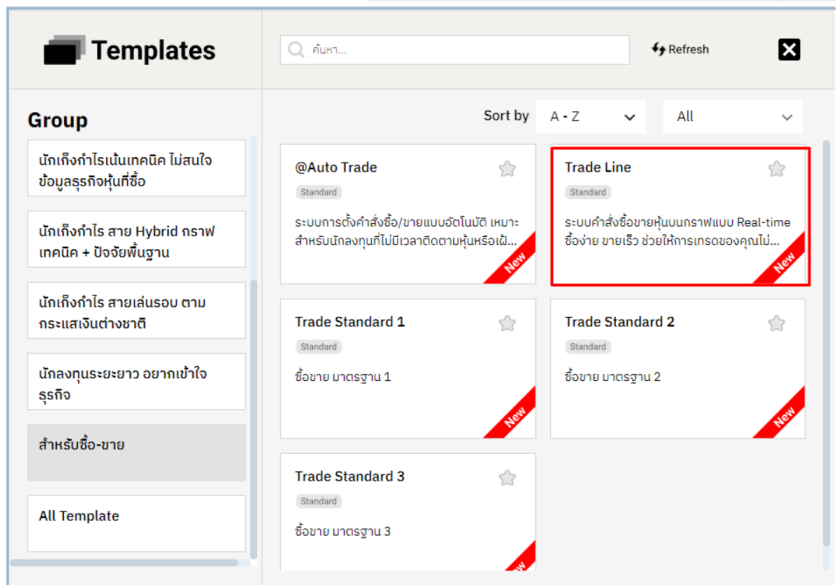 Templates
ค้นหา...
Refresh
Group
Sort by
A - Z
All
นักเก็งกำไรเน้นเทคนิค ไม่สนใจ
ข้อมูลธุรกิจหุ้นที่ซื้อ
นักเก็งกำไร สาย Hybrid กราฟ
เทคนิค + ปัจจัยพื้นฐาน
นักเก็งกำไร สายเล่นรอบ ตาม
กระแสเงินต่างชาติ
นักลงทุนระยะยาว อยากเข้าใจ
ธุรกิจ
สำหรับซื้อ-ขาย
All Template
@Auto Trade
Standard
ระบบการตั้งคำสั่งซื้อ/ขายแบบอัตโนมัติ เหมาะ
สำหรับนักลงทุนที่ไม่มีเวลาติดตามหุ้นหรือเฝ้...
New
Trade Line
Standard
ระบบคำสั่งซื้อขายหุ้นบนกราฟแบบ Real-time
ซื้อง่าย ขายเร็ว ช่วยให้การเทรดของคุณไม่...
New
Trade Standard 1
Standard
ซื้อขาย มาตรฐาน 1
New
Trade Standard 2
Standard
ซื้อขาย มาตรฐาน 2
New
Trade Standard 3
Standard
ซื้อขาย มาตรฐาน 3
New